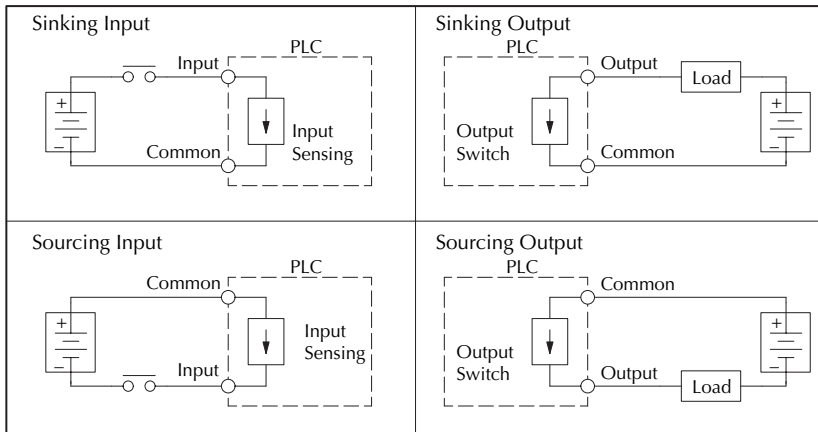 Sinking Input
PLC
Input
+
−
Input
Sensing
Common
Sinking Output
PLC
Output
Load
+
−
Output
Switch
Common
Sourcing Input
PLC
Common
+
−
Input
Sensing
Input
Sourcing Output
PLC
Common
+
−
Output
Switch
Output
Load